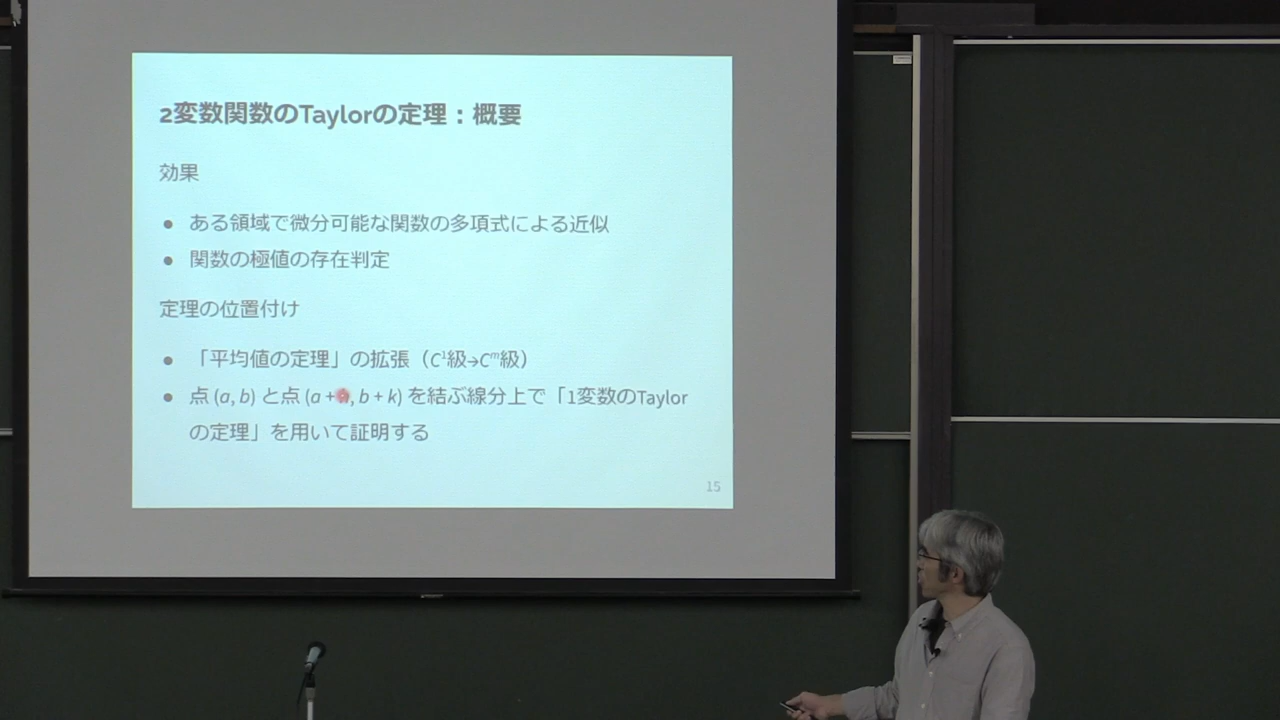 2変数関数のTaylorの定理：概要
効果
● ある領域で微分可能な関数の多項式による近似
● 関数の極値の存在判定
定理の位置付け
● 「平均値の定理」の拡張（C¹級→Cᵐ級）
● 点 (a, b) と点 (a + h, b + k) を結ぶ線分上で「1変数のTaylor
の定理」を用いて証明する
15